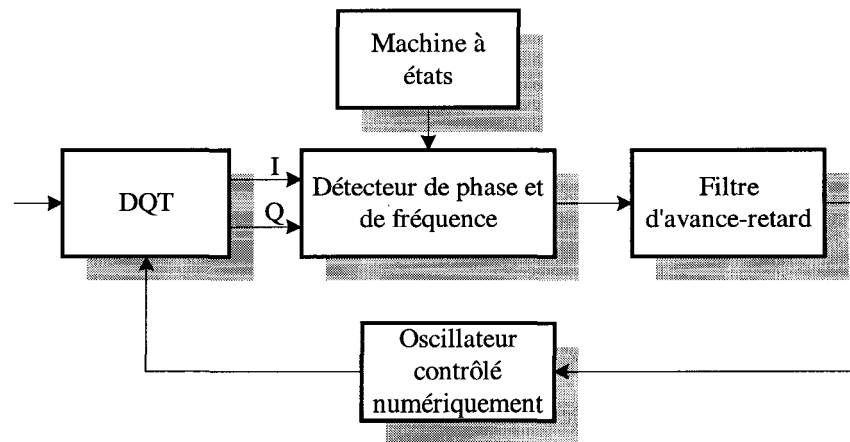 Machine à
états
DQT
I
Q
Détecteur de phase et
de fréquence
Filtre
d'avance-retard
Oscillateur
contrôlé
numériquement